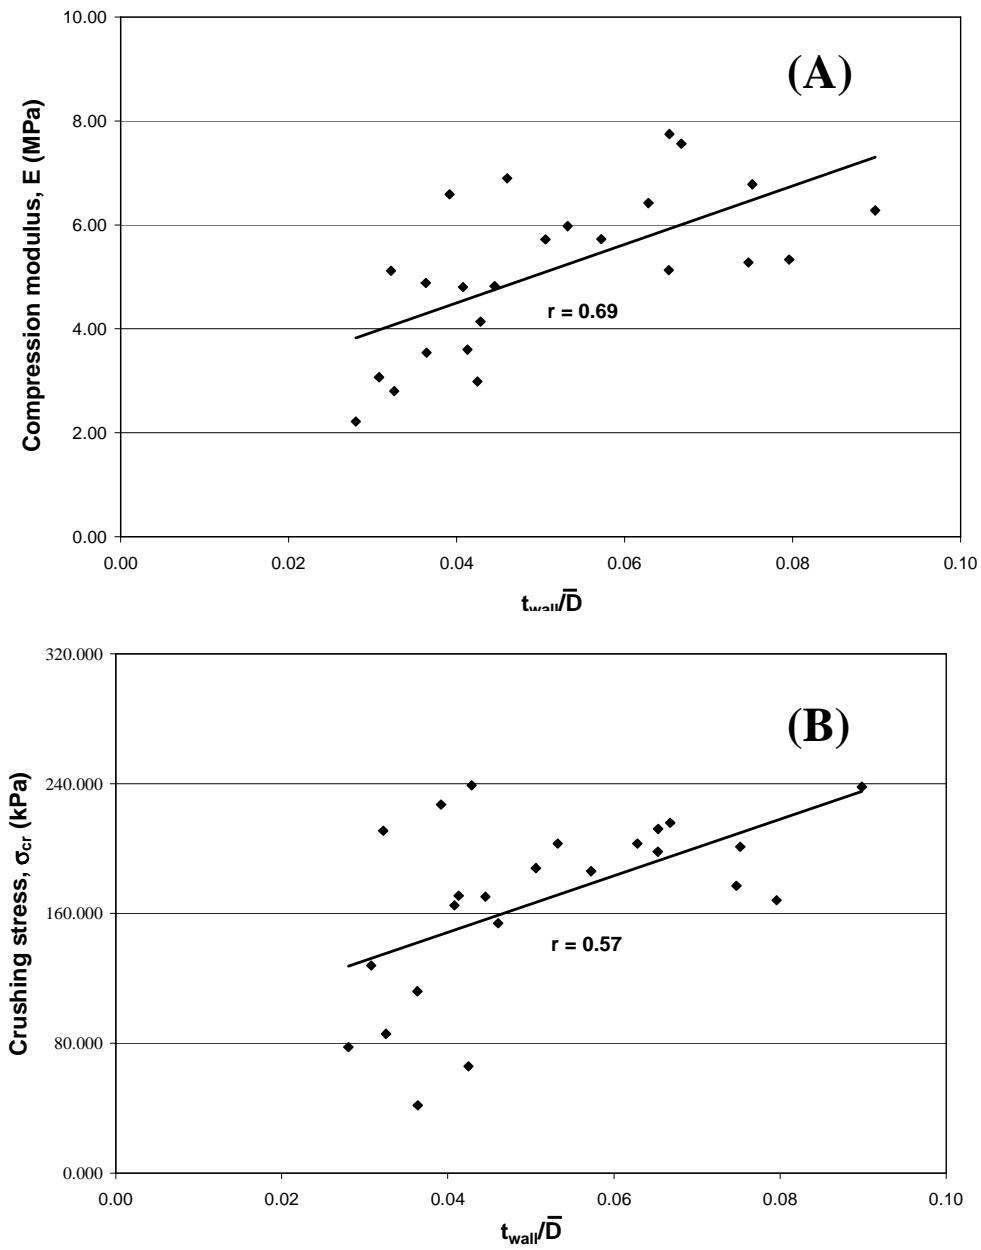 10.00
(A)
8.00
6.00
4.00
2.00
0.00
Compression modulus, E (MPa)
r = 0.69
0.00 0.02 0.04 0.06 0.08 0.10
t_wall/D̅
320.000
(B)
240.000
160.000
80.000
0.000
Crushing stress, σ_cr (kPa)
r = 0.57
0.00 0.02 0.04 0.06 0.08 0.10
t_wall/D̅